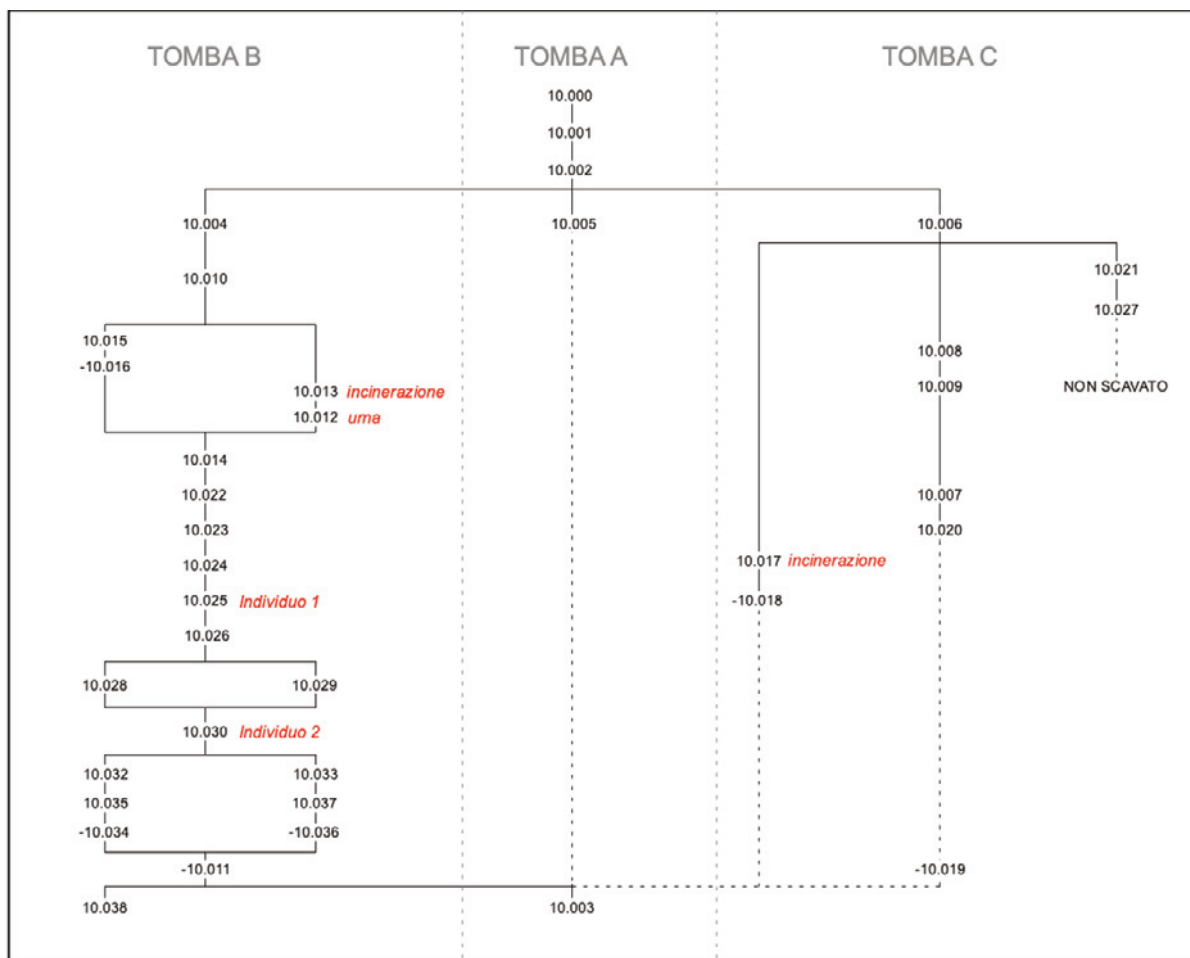 TOMBA B TOMBA A TOMBA C
10.000
10.001
10.002
10.004 10.005 10.006
10.021
10.010
10.027
10.015
10.008
-10.016
10.009 NON SCAVATO
10.013 incinerazione
10.012 urna
10.014
10.022 10.007
10.023 10.020
10.024 10.017 incinerazione
10.025 Individuo 1 -10.018
10.026
10.028 10.029
10.030 Individuo 2
10.032 10.033
10.035 10.037
-10.034 -10.036
-10.011 -10.019
10.038 10.003